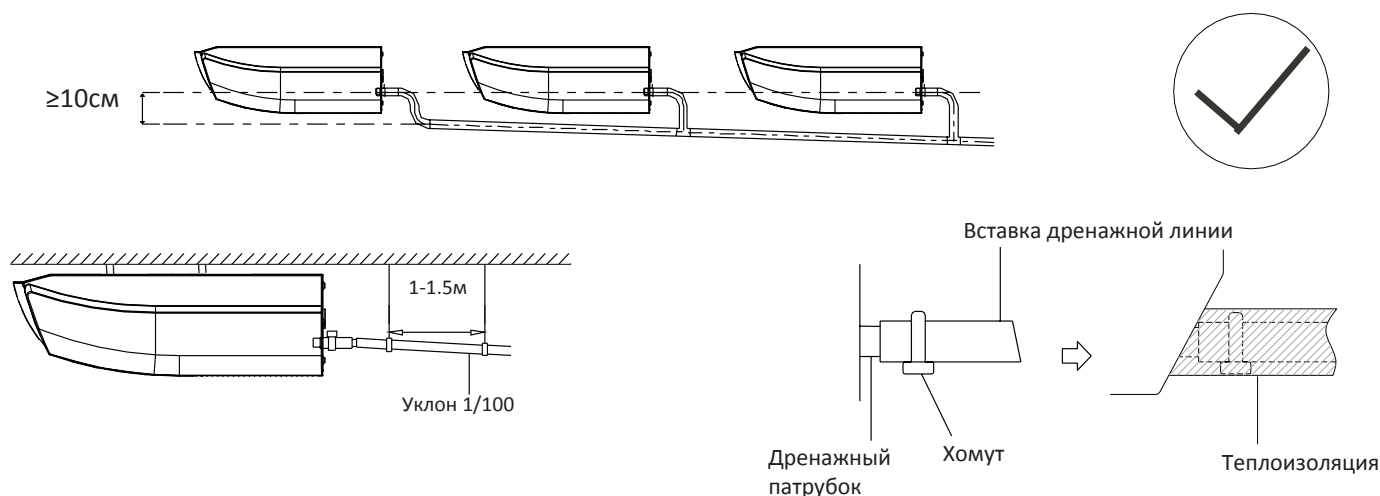 ≥10см
Вставка дренажной линии
1-1.5м
Уклон 1/100
Дренажный
патрубок
Хомут
Теплоизоляция